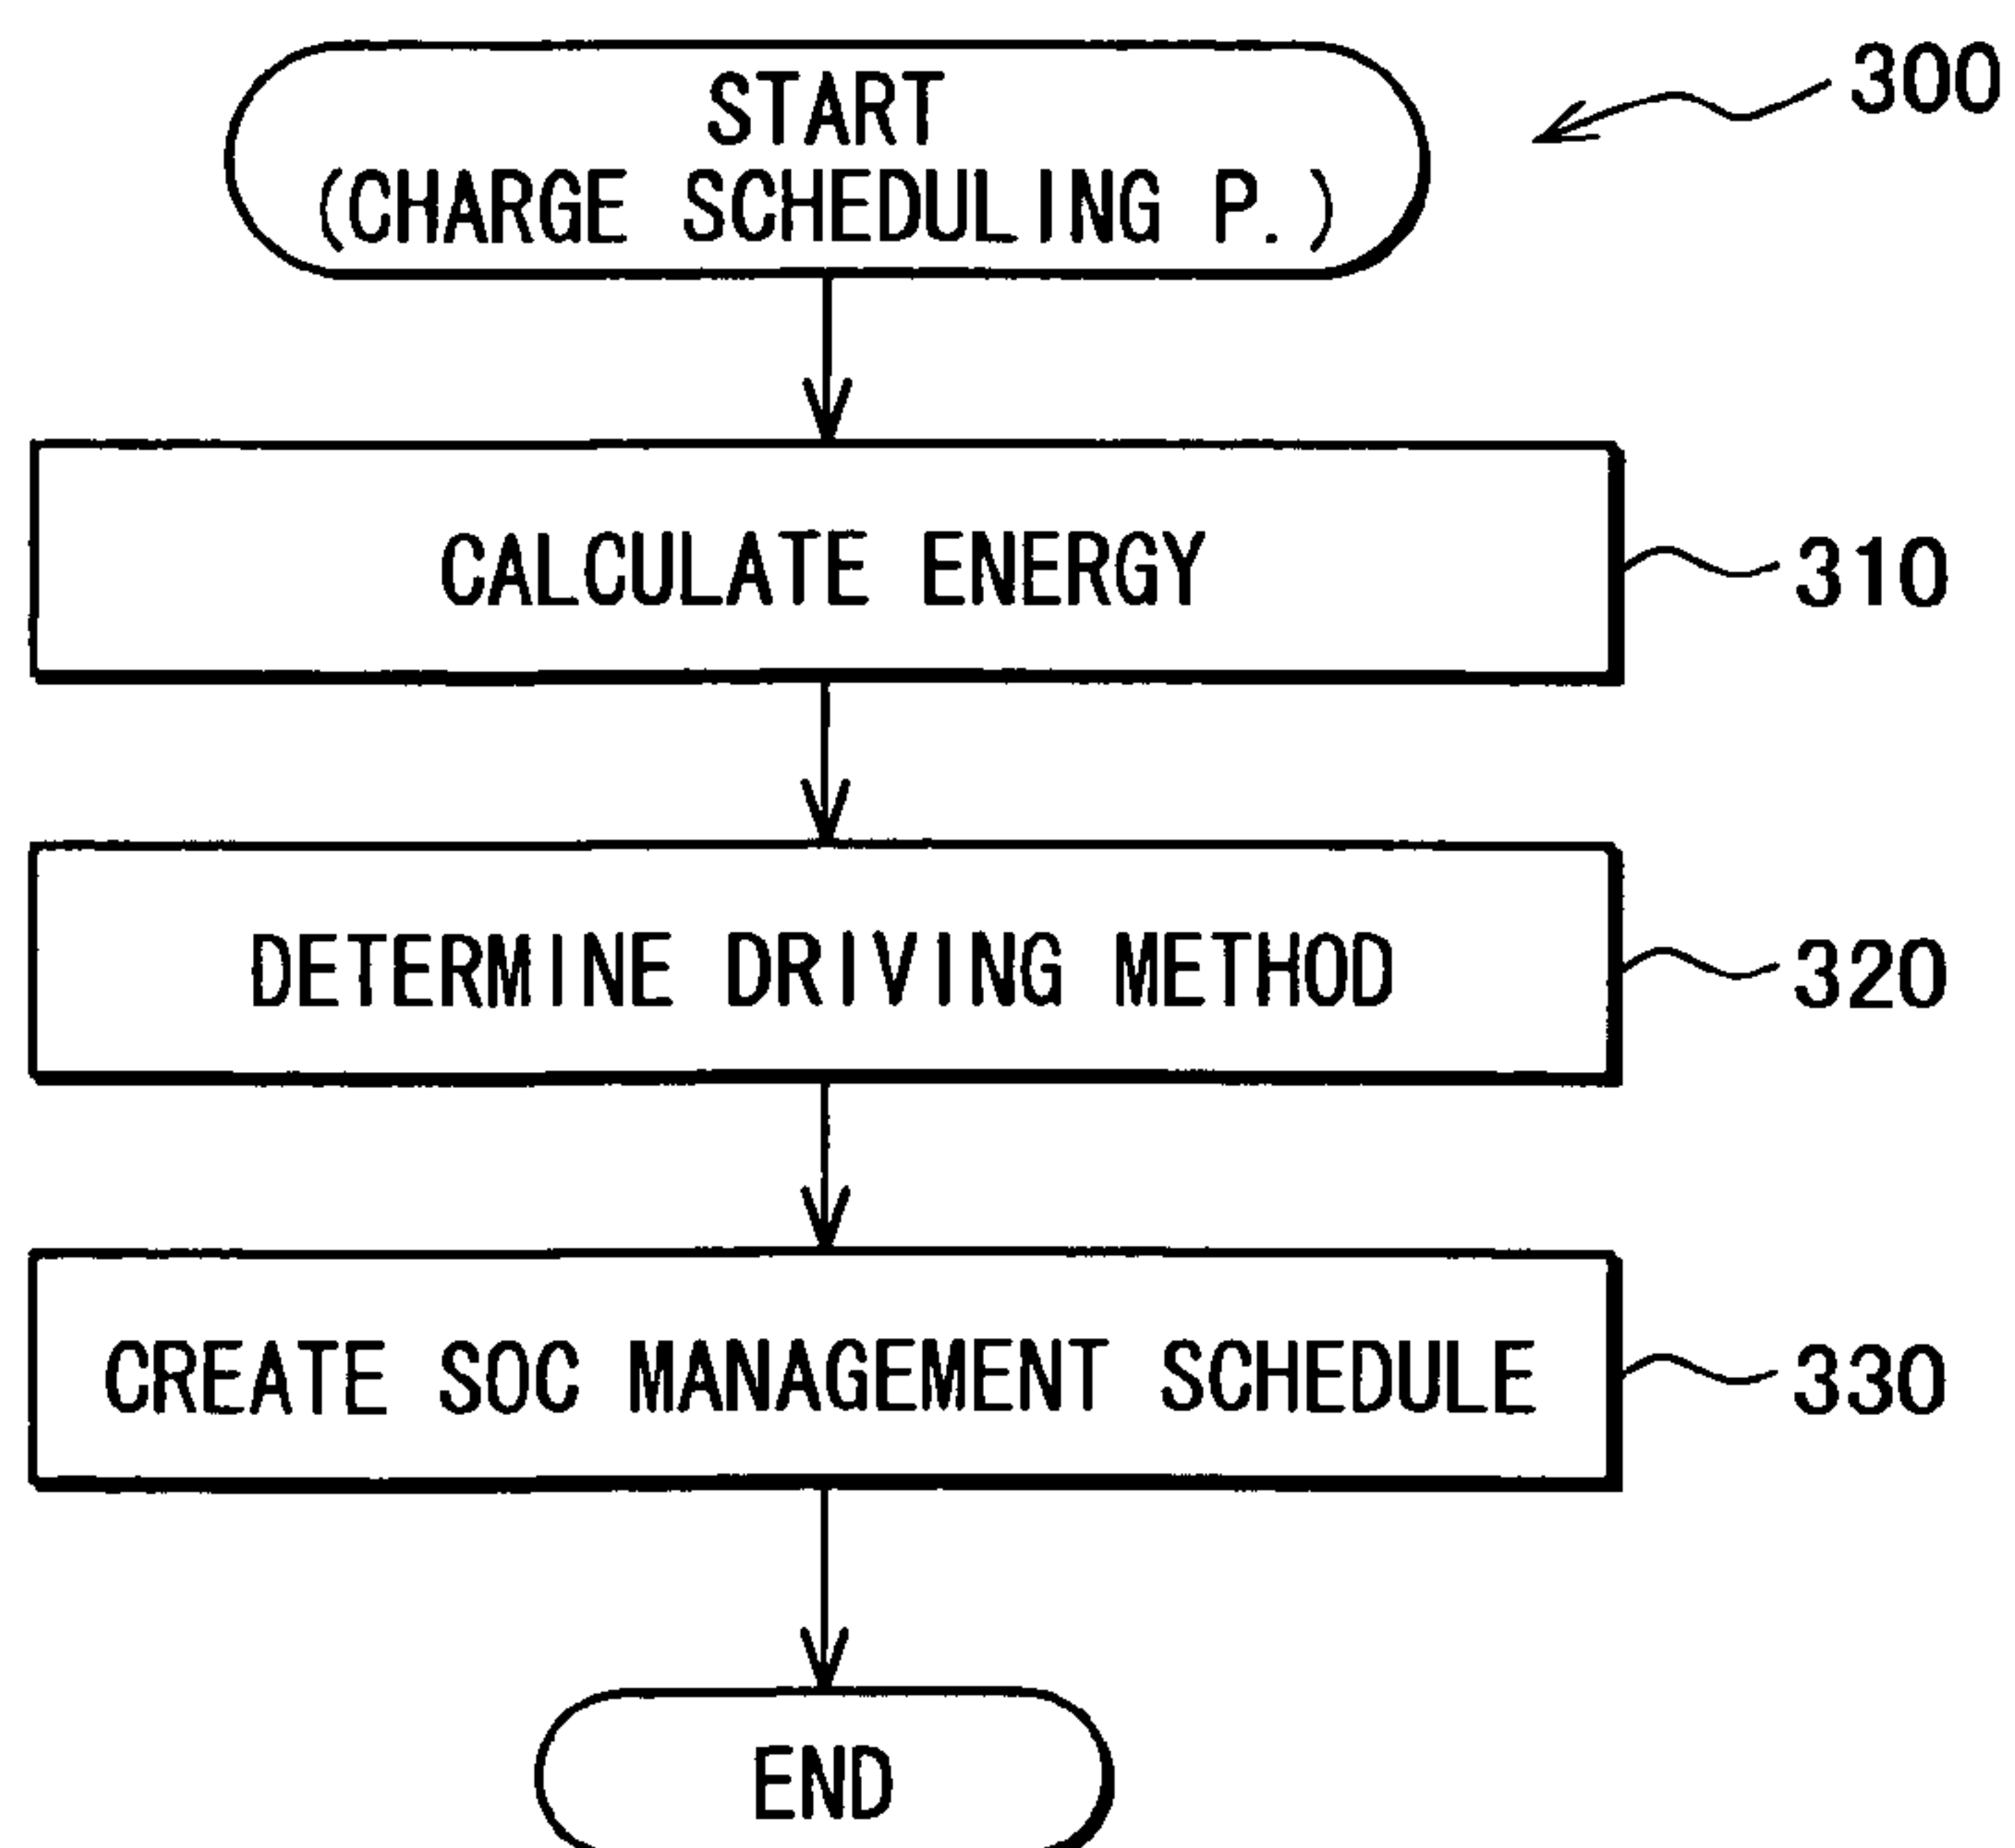 START
300
(CHARGE SCHEDULING P.)
CALCULATE ENERGY
310
DETERMINE DRIVING METHOD
320
CREATE SOC MANAGEMENT SCHEDULE
330
END